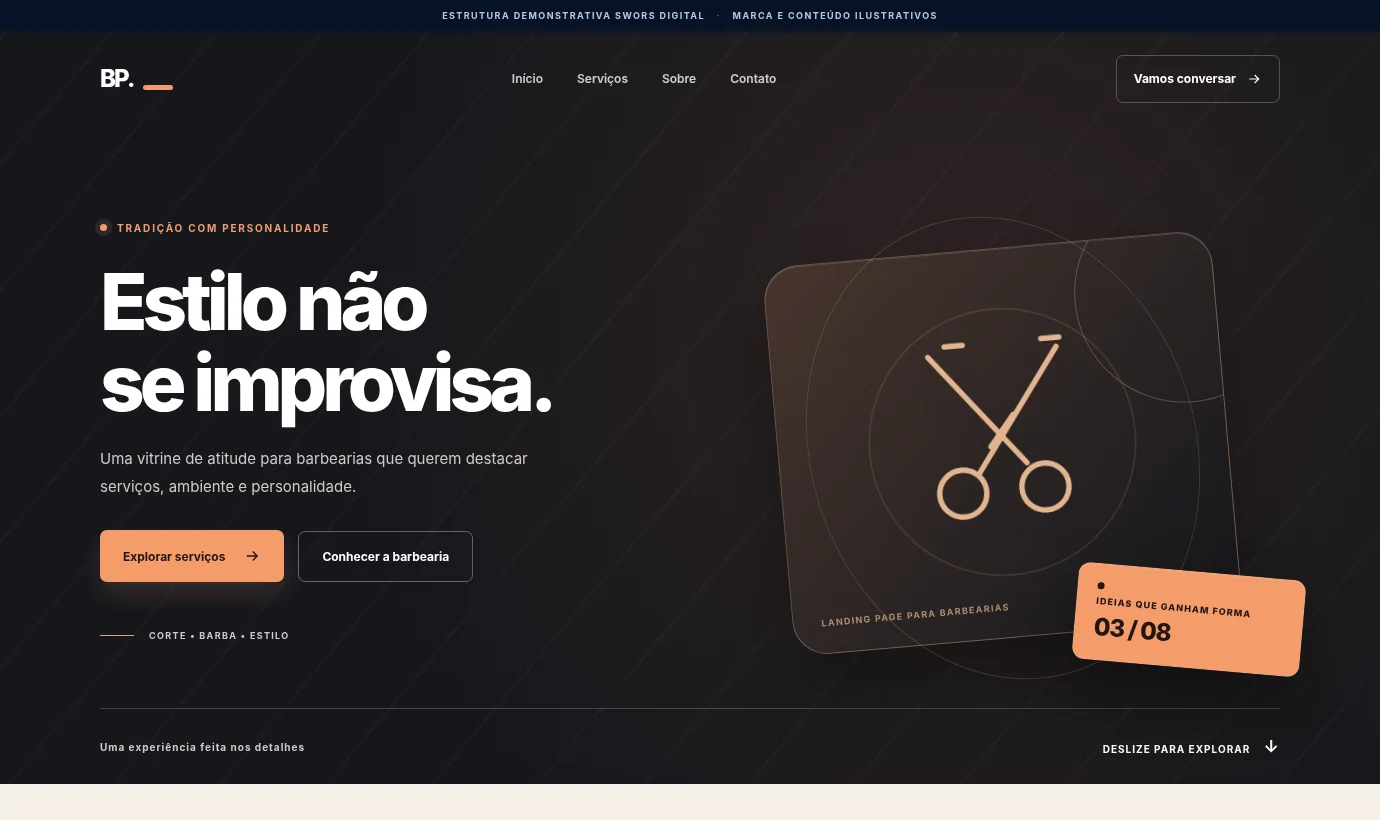 ESTRUTURA DEMONSTRATIVA SWORS DIGITAL · MARCA E CONTEÚDO ILUSTRATIVOS
BP.
Início Serviços Sobre Contato
Vamos conversar →
TRADIÇÃO COM PERSONALIDADE
Estilo não
se improvisa.
Uma vitrine de atitude para barbearias que querem destacar
serviços, ambiente e personalidade.
Explorar serviços →
Conhecer a barbearia
CORTE • BARBA • ESTILO
LANDING PAGE PARA BARBEARIAS
IDEIAS QUE GANHAM FORMA
03/08
Uma experiência feita nos detalhes
DESLIZE PARA EXPLORAR ↓